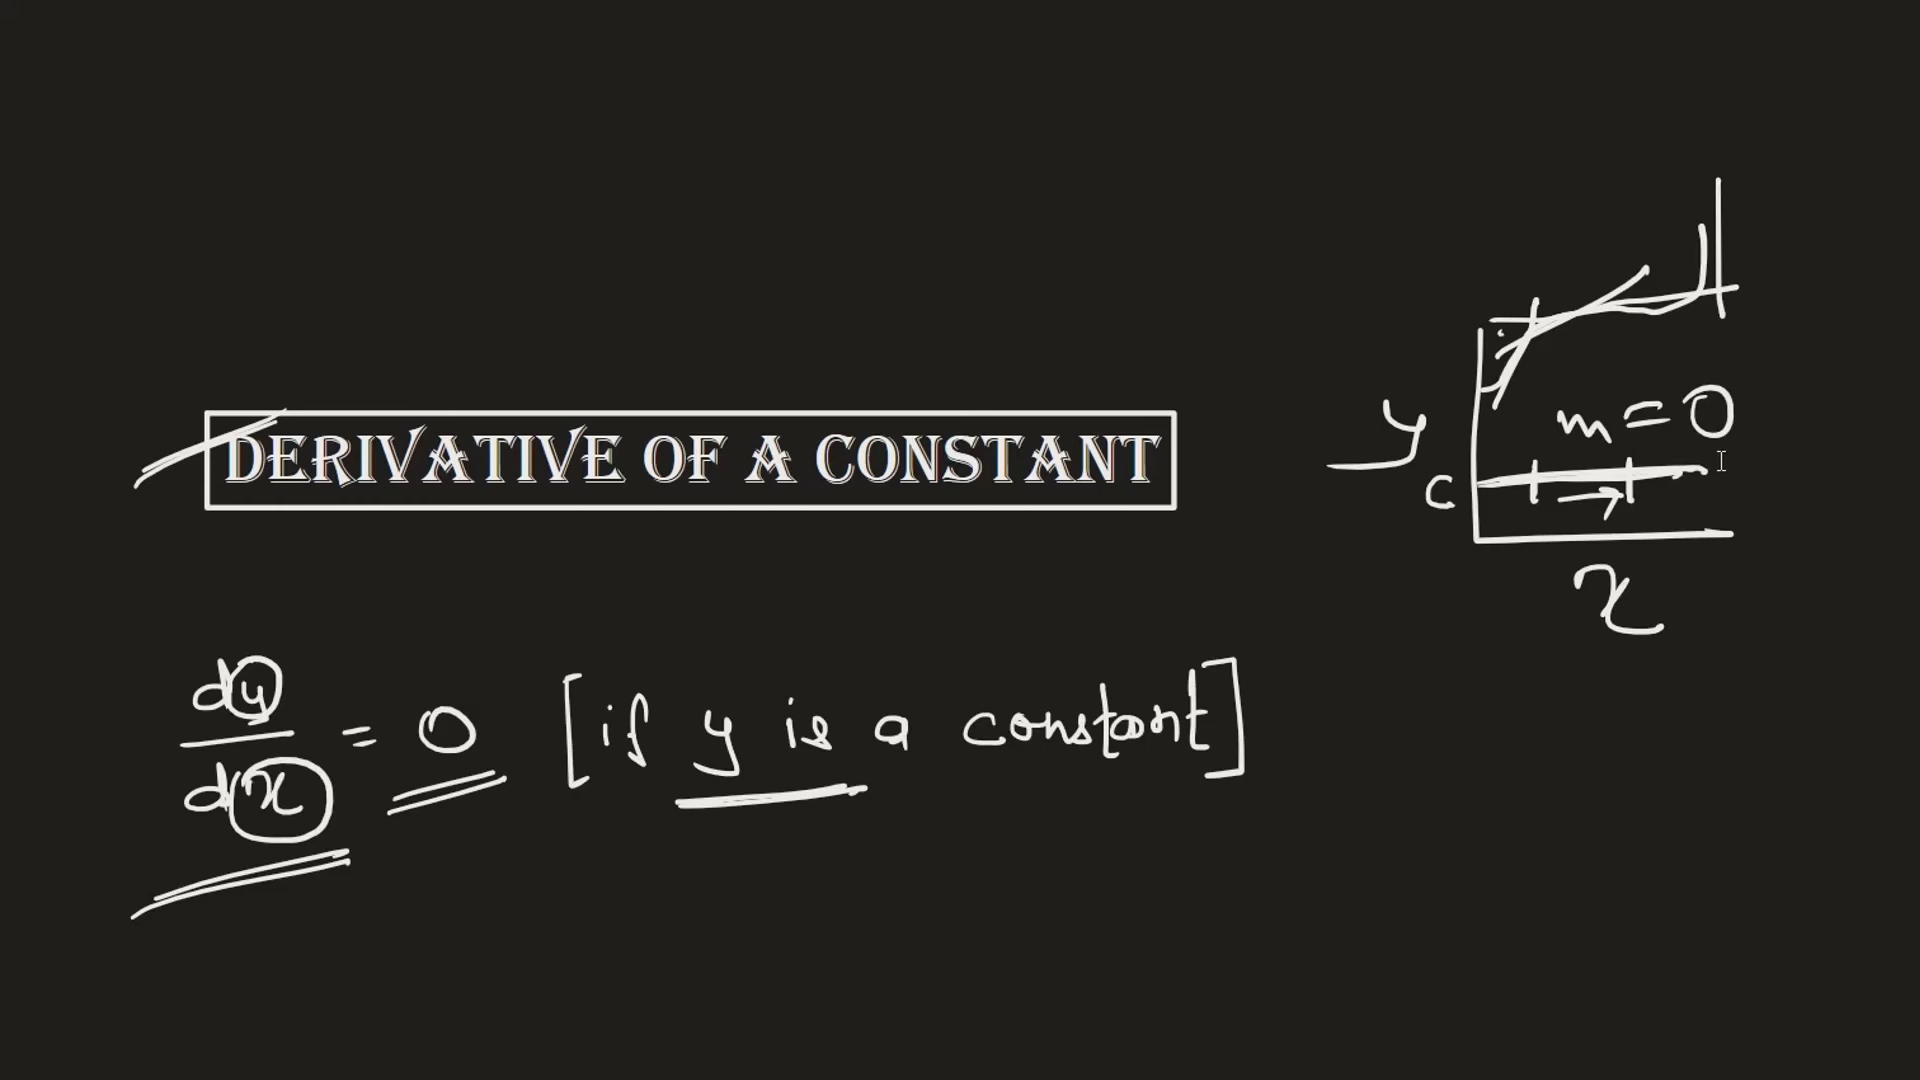 DERIVATIVE OF A CONSTANT
y
m = 0
c
x
dy/dx = 0 [if y is a constant]